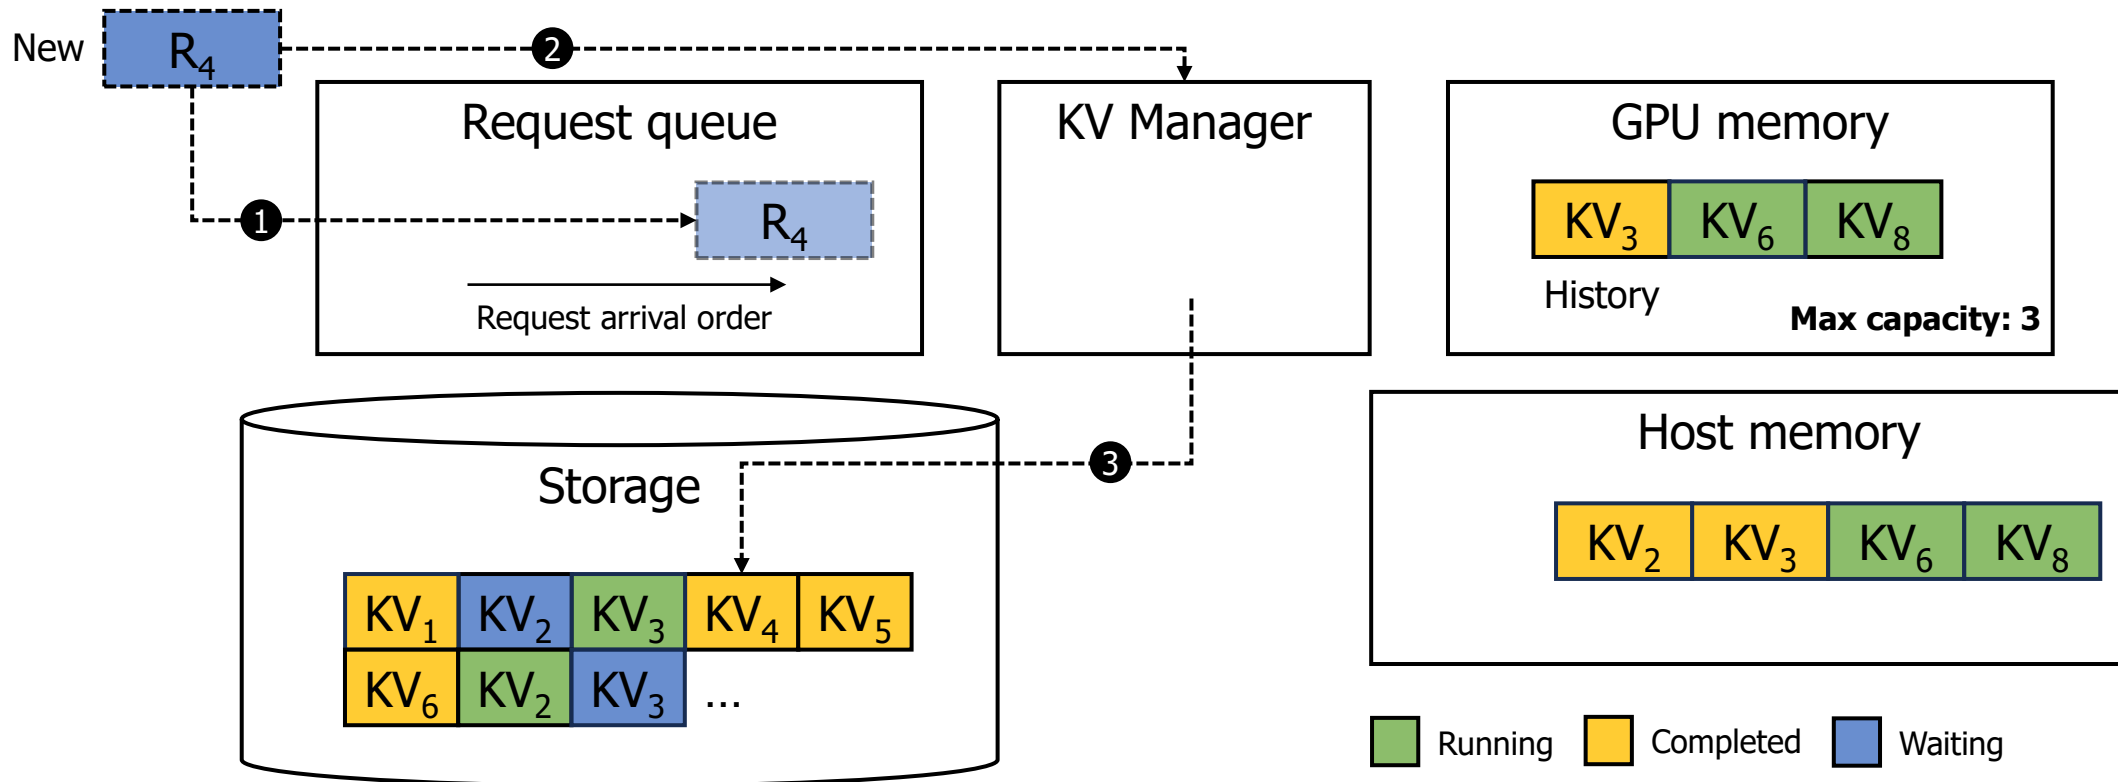 New
R4
2
Request queue
KV Manager
GPU memory
1
R4
KV3 KV6 KV8
History
Request arrival order
Max capacity: 3
Storage
3
Host memory
KV2 KV3 KV6 KV8
KV1 KV2 KV3 KV4 KV5
KV6 KV2 KV3 ...
Running Completed Waiting